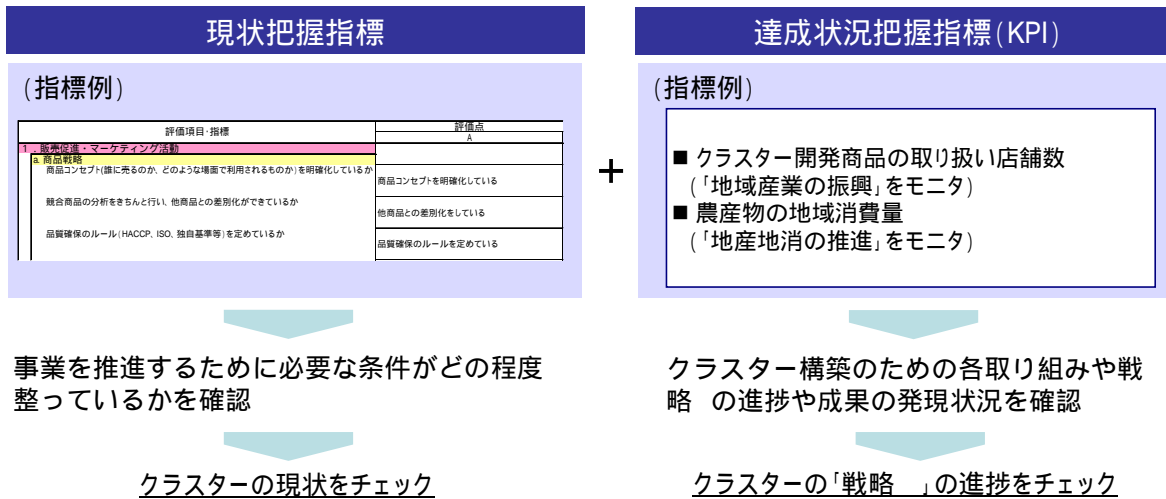 現状把握指標
(指標例)
評価項目・指標
評価点
A
1．販売促進・マーケティング活動
a. 商品戦略
商品コンセプト(誰に売るのか、どのような場面で利用されるものか)を明確化しているか
商品コンセプトを明確化している
競合商品の分析をきちんと行い、他商品との差別化ができているか
他商品との差別化をしている
品質確保のルール(HACCP、ISO、独自基準等)を定めているか
品質確保のルールを定めている
事業を推進するために必要な条件がどの程度
整っているかを確認
クラスターの現状をチェック
+
達成状況把握指標(KPI)
(指標例)
■ クラスター開発商品の取り扱い店舗数
(「地域産業の振興」をモニタ)
■ 農産物の地域消費量
(「地産地消の推進」をモニタ)
クラスター構築のための各取り組みや戦
略　の進捗や成果の発現状況を確認
クラスターの「戦略　」の進捗をチェック